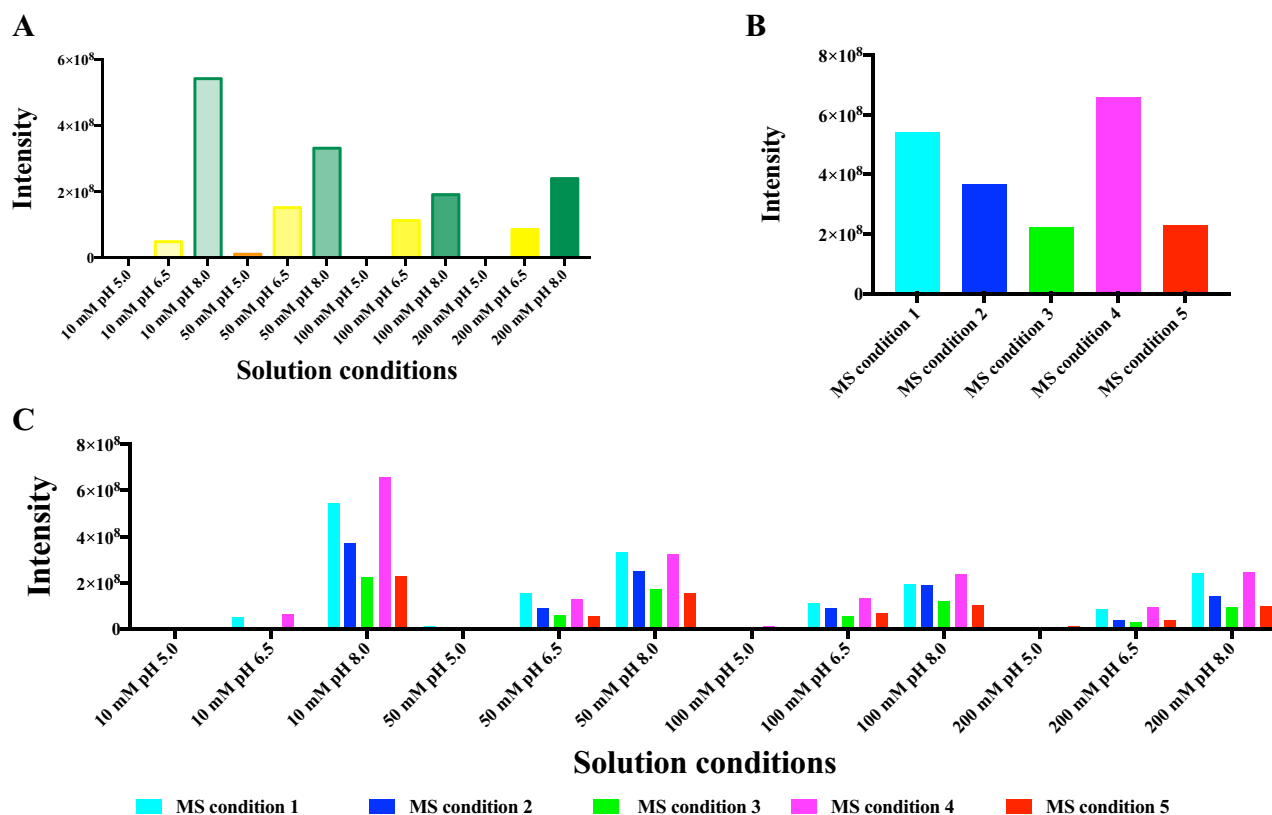 A
Intensity
6×10⁸
4×10⁸
2×10⁸
0
10 mM pH 5.0
10 mM pH 6.5
10 mM pH 8.0
50 mM pH 5.0
50 mM pH 6.5
50 mM pH 8.0
100 mM pH 5.0
100 mM pH 6.5
100 mM pH 8.0
200 mM pH 5.0
200 mM pH 6.5
200 mM pH 8.0
Solution conditions
B
Intensity
8×10⁸
6×10⁸
4×10⁸
2×10⁸
0
MS condition 1
MS condition 2
MS condition 3
MS condition 4
MS condition 5
C
Intensity
8×10⁸
6×10⁸
4×10⁸
2×10⁸
0
10 mM pH 5.0
10 mM pH 6.5
10 mM pH 8.0
50 mM pH 5.0
50 mM pH 6.5
50 mM pH 8.0
100 mM pH 5.0
100 mM pH 6.5
100 mM pH 8.0
200 mM pH 5.0
200 mM pH 6.5
200 mM pH 8.0
Solution conditions
MS condition 1
MS condition 2
MS condition 3
MS condition 4
MS condition 5